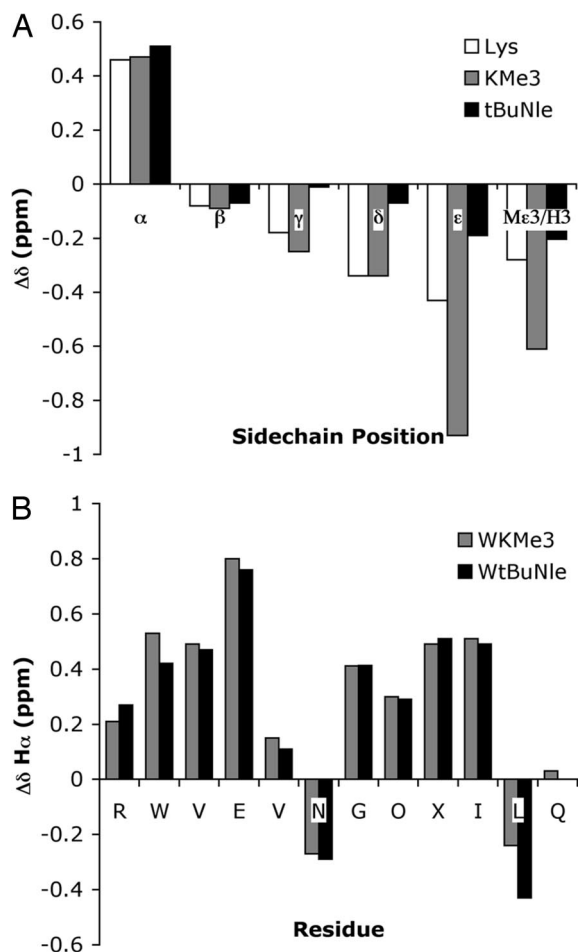 A
0.6
0.4
0.2
0
-0.2
-0.4
-0.6
-0.8
-1
Δδ (ppm)
Lys
KMe3
tBuNle
α β γ δ ε Mε3/H3
Sidechain Position
B
1
0.8
0.6
0.4
0.2
0
-0.2
-0.4
0.6
Δδ Hα (ppm)
WKMe3
WtBuNle
R W V E V N G O X I L Q
Residue